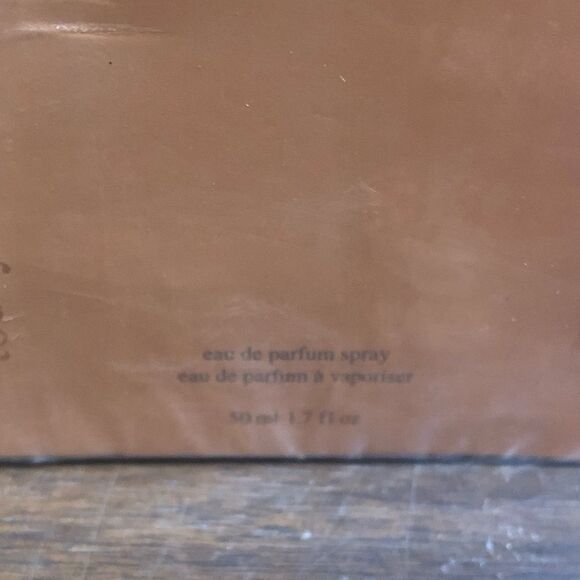 eau de parfum spray
eau de parfum à vaporiser
50 ml 1.7 fl oz